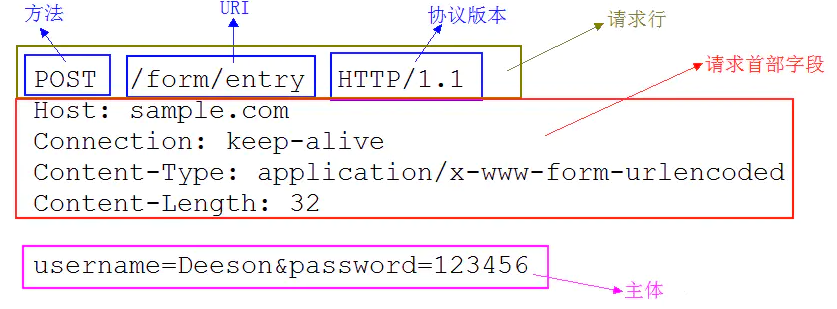 方法 URI 协议版本
请求行
POST /form/entry HTTP/1.1
请求首部字段
Host: sample.com
Connection: keep-alive
Content-Type: application/x-www-form-urlencoded
Content-Length: 32
username=Deeson&password=123456
主体